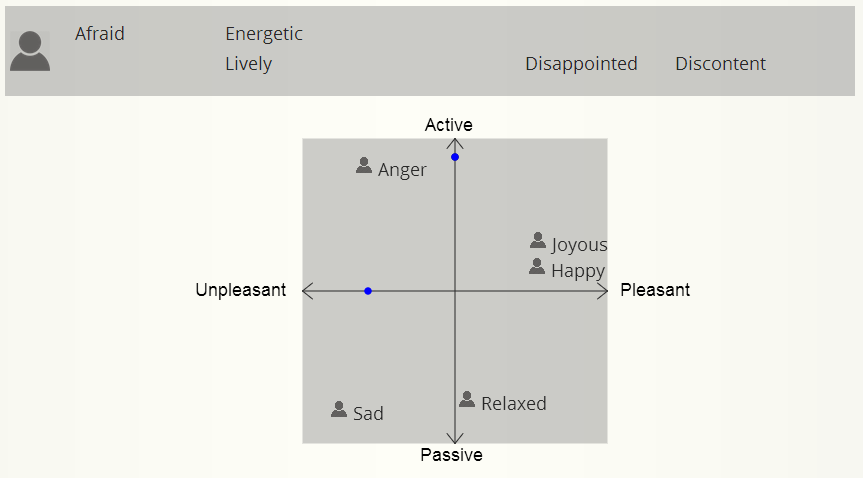 Afraid Energetic
Lively Disappointed Discontent
Active
Anger
Joyous
Happy
Unpleasant Pleasant
Relaxed
Sad
Passive